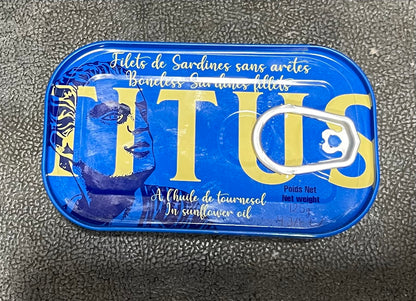 Filets de Sardines sans arêtes
Boneless Sardines fillets
TITUS
A l'huile de tournesol
In sunflower oil
Poids Net
Net weight
125g